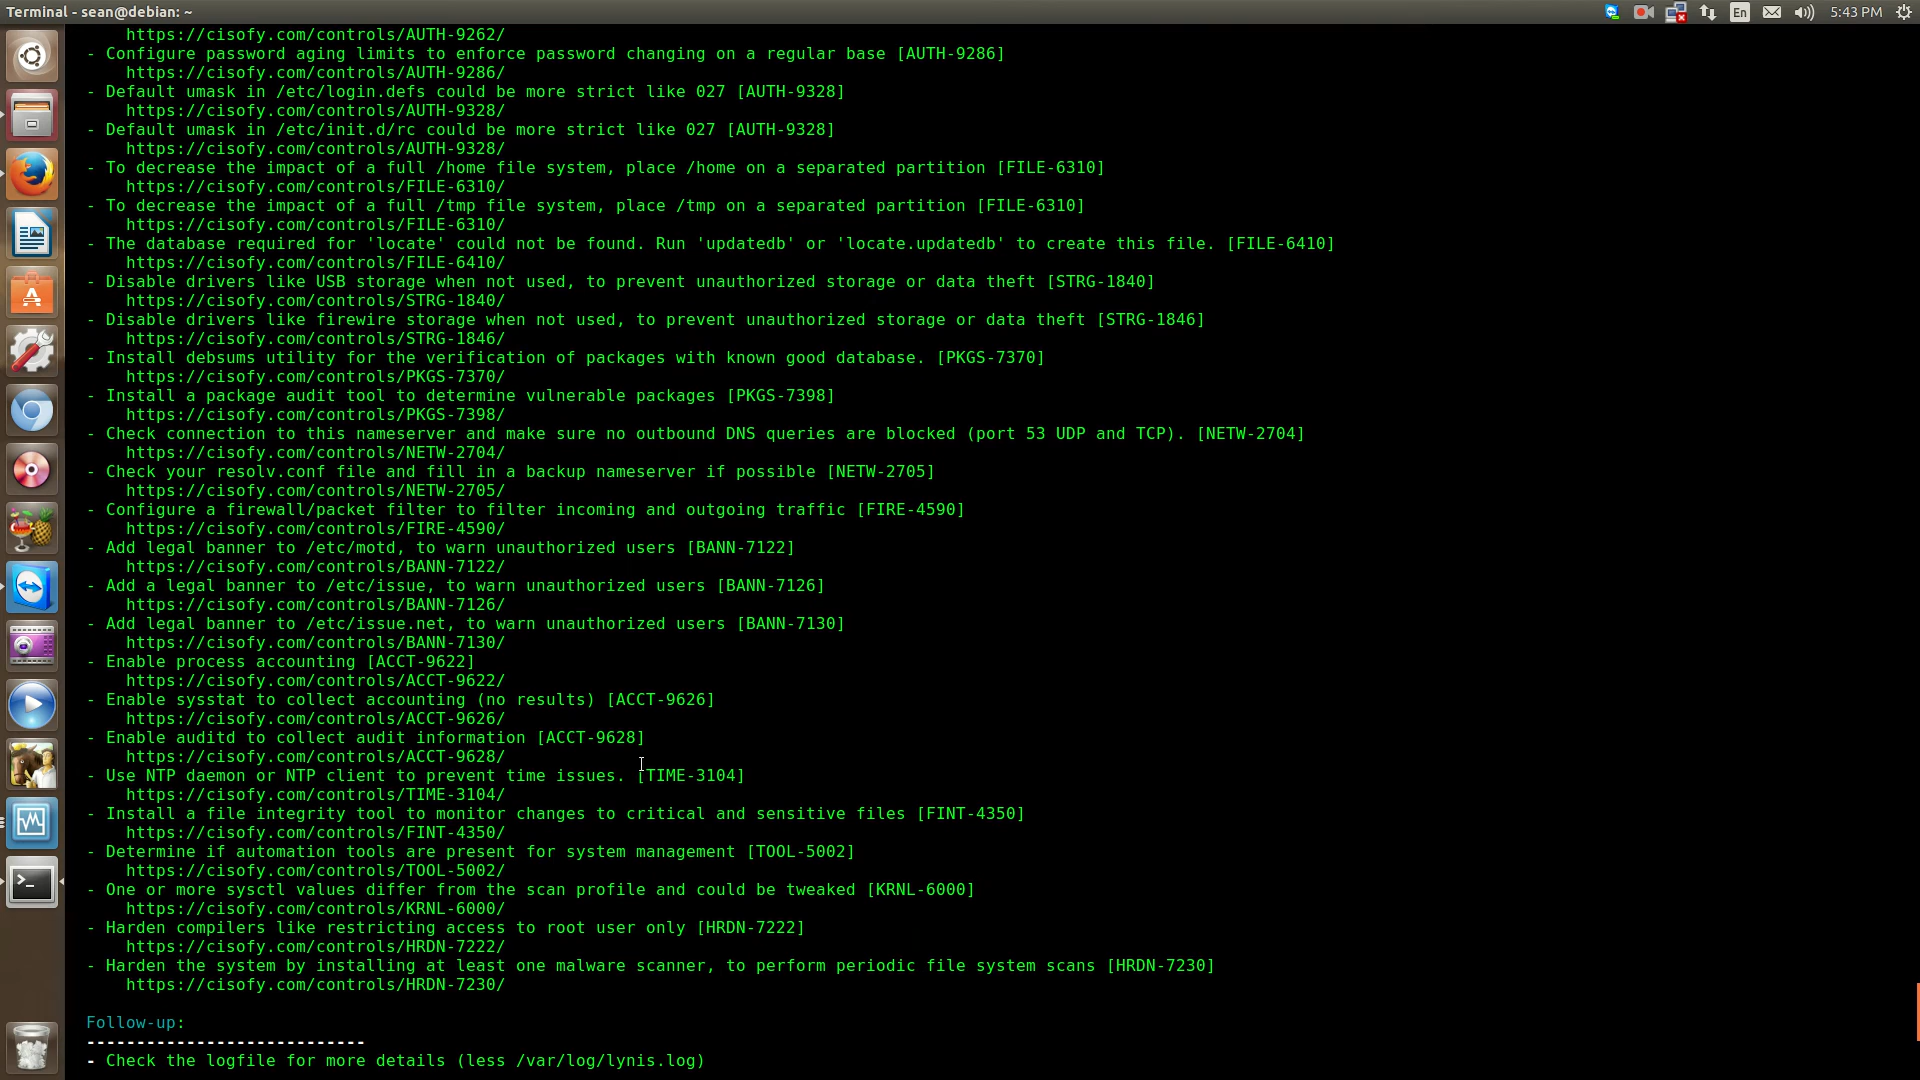 Terminal - sean@debian: ~
En
5:43 PM
https://cisofy.com/controls/AUTH-9262/
- Configure password aging limits to enforce password changing on a regular base [AUTH-9286]
https://cisofy.com/controls/AUTH-9286/
- Default umask in /etc/login.defs could be more strict like 027 [AUTH-9328]
https://cisofy.com/controls/AUTH-9328/
- Default umask in /etc/init.d/rc could be more strict like 027 [AUTH-9328]
https://cisofy.com/controls/AUTH-9328/
- To decrease the impact of a full /home file system, place /home on a separated partition [FILE-6310]
https://cisofy.com/controls/FILE-6310/
- To decrease the impact of a full /tmp file system, place /tmp on a separated partition [FILE-6310]
https://cisofy.com/controls/FILE-6310/
- The database required for 'locate' could not be found. Run 'updatedb' or 'locate.updatedb' to create this file. [FILE-6410]
https://cisofy.com/controls/FILE-6410/
- Disable drivers like USB storage when not used, to prevent unauthorized storage or data theft [STRG-1840]
https://cisofy.com/controls/STRG-1840/
- Disable drivers like firewire storage when not used, to prevent unauthorized storage or data theft [STRG-1846]
https://cisofy.com/controls/STRG-1846/
- Install debsums utility for the verification of packages with known good database. [PKGS-7370]
https://cisofy.com/controls/PKGS-7370/
- Install a package audit tool to determine vulnerable packages [PKGS-7398]
https://cisofy.com/controls/PKGS-7398/
- Check connection to this nameserver and make sure no outbound DNS queries are blocked (port 53 UDP and TCP). [NETW-2704]
https://cisofy.com/controls/NETW-2704/
- Check your resolv.conf file and fill in a backup nameserver if possible [NETW-2705]
https://cisofy.com/controls/NETW-2705/
- Configure a firewall/packet filter to filter incoming and outgoing traffic [FIRE-4590]
https://cisofy.com/controls/FIRE-4590/
- Add legal banner to /etc/motd, to warn unauthorized users [BANN-7122]
https://cisofy.com/controls/BANN-7122/
- Add a legal banner to /etc/issue, to warn unauthorized users [BANN-7126]
https://cisofy.com/controls/BANN-7126/
- Add legal banner to /etc/issue.net, to warn unauthorized users [BANN-7130]
https://cisofy.com/controls/BANN-7130/
- Enable process accounting [ACCT-9622]
https://cisofy.com/controls/ACCT-9622/
- Enable sysstat to collect accounting (no results) [ACCT-9626]
https://cisofy.com/controls/ACCT-9626/
- Enable auditd to collect audit information [ACCT-9628]
https://cisofy.com/controls/ACCT-9628/
- Use NTP daemon or NTP client to prevent time issues. [TIME-3104]
https://cisofy.com/controls/TIME-3104/
- Install a file integrity tool to monitor changes to critical and sensitive files [FINT-4350]
https://cisofy.com/controls/FINT-4350/
- Determine if automation tools are present for system management [TOOL-5002]
https://cisofy.com/controls/TOOL-5002/
- One or more sysctl values differ from the scan profile and could be tweaked [KRNL-6000]
https://cisofy.com/controls/KRNL-6000/
- Harden compilers like restricting access to root user only [HRDN-7222]
https://cisofy.com/controls/HRDN-7222/
- Harden the system by installing at least one malware scanner, to perform periodic file system scans [HRDN-7230]
https://cisofy.com/controls/HRDN-7230/
Follow-up:
----------------------------
- Check the logfile for more details (less /var/log/lynis.log)